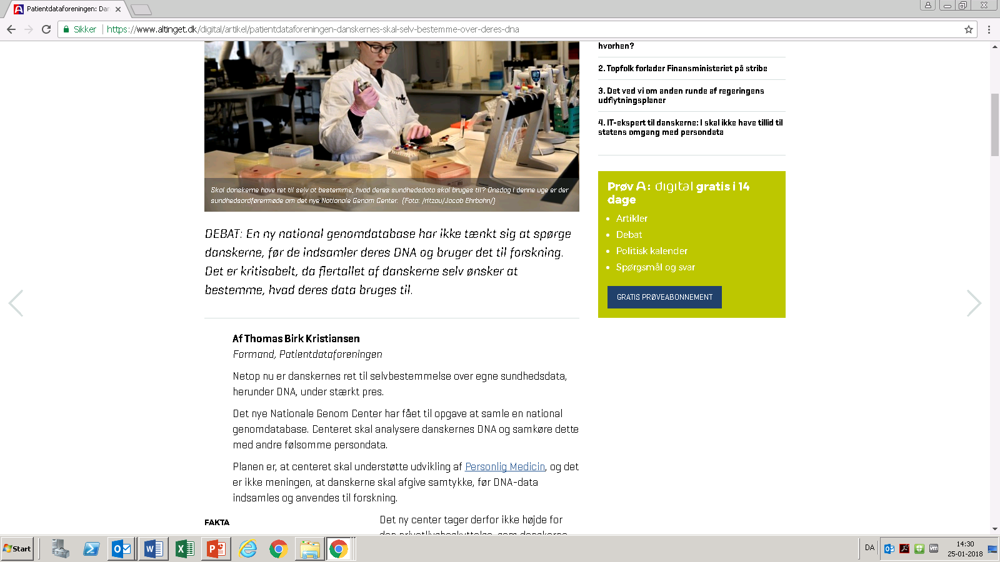 Patientdataforeningen: Dan
Sikker
https://www.altinget.dk/digital/artikel/patientdataforeningen-danskernes-skal-selv-bestemme-over-deres-dna
Skal danskerne have ret til selv at bestemme, hvad deres sundhedsdata skal bruges til? Onsdag i denne uge er der
sundhedsordførermøde om det nye Nationale Genom Center. (Foto: /ritzau/Jacob Ehrbahn/)
DEBAT: En ny national genomdatabase har ikke tænkt sig at spørge
danskerne, før de indsamler deres DNA og bruger det til forskning.
Det er kritisabelt, da flertallet af danskerne selv ønsker at
bestemme, hvad deres data bruges til.
Af Thomas Birk Kristiansen
Formand, Patientdataforeningen
Netop nu er danskernes ret til selvbestemmelse over egne sundhedsdata,
herunder DNA, under stærkt pres.
Det nye Nationale Genom Center har fået til opgave at samle en national
genomdatabase. Centeret skal analysere danskernes DNA og samkøre dette
med andre følsomme persondata.
Planen er, at centeret skal understøtte udvikling af Personlig Medicin, og det
er ikke meningen, at danskerne skal afgive samtykke, før DNA-data
indsamles og anvendes til forskning.
FAKTA
Det ny center tager derfor ikke højde for
den privatlivsbeskyttelse, som danskerne
hvorhen?
2. Topfolk forlader Finansministeriet på stribe
3. Det ved vi om anden runde af regeringens
udflytningsplaner
4. IT-ekspert til danskerne: I skal ikke have tillid til
statens omgang med persondata
Prøv A: digital gratis i 14
dage
Artikler
Debat
Politisk kalender
Spørgsmål og svar
GRATIS PRØVEABONNEMENT
Start
DA
14:30
25-01-2018